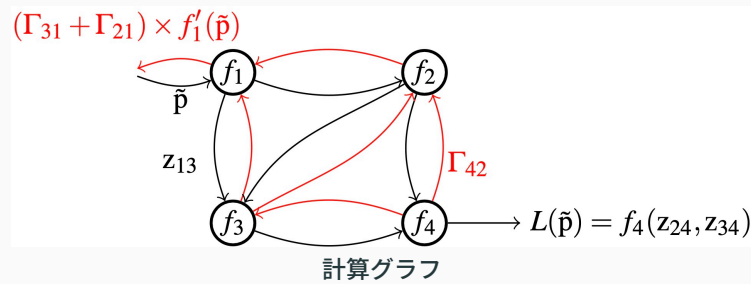 (Γ₃₁ + Γ₂₁) × f₁′(p̃)
f₁
f₂
p̃
z₁₃
Γ₄₂
f₃
f₄
L(p̃) = f₄(z₂₄, z₃₄)
計算グラフ